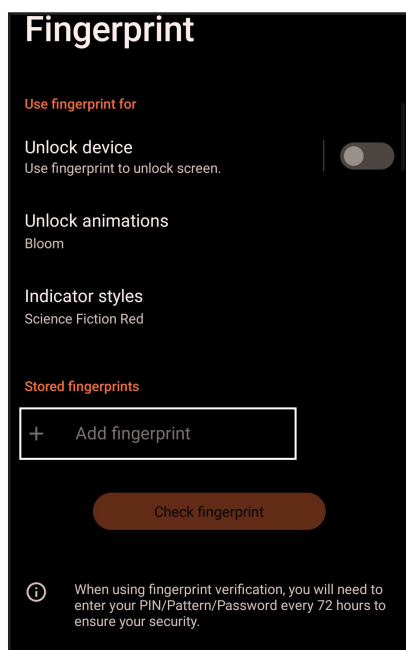 Fingerprint
Use fingerprint for
Unlock device
Use fingerprint to unlock screen.
Unlock animations
Bloom
Indicator styles
Science Fiction Red
Stored fingerprints
+ Add fingerprint
Check fingerprint
When using fingerprint verification, you will need to
enter your PIN/Pattern/Password every 72 hours to
ensure your security.